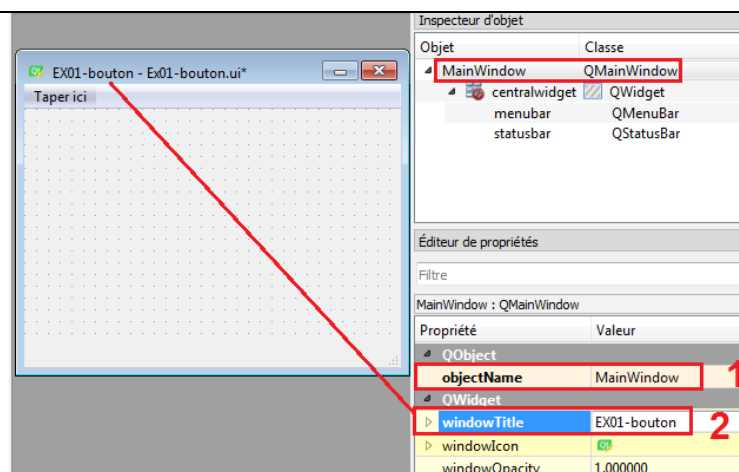 Inspecteur d'objet
Objet Classe
MainWindow QMainWindow
centralwidget QWidget
menubar QMenuBar
statusbar QStatusBar
EX01-bouton - Ex01-bouton.ui*
Taper ici
Éditeur de propriétés
Filtre
MainWindow : QMainWindow
Propriété Valeur
QObject
objectName MainWindow 1
QWidget
windowTitle EX01-bouton 2
windowIcon
windowOpacity 1,000000